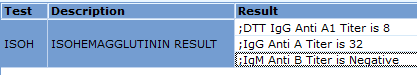 Test Description Result
;DTT IgG Anti A1 Titer is 8
ISOH ISOHEMAGGLUTININ RESULT ;IgG Anti A Titer is 32
;IgM Anti B Titer is Negative